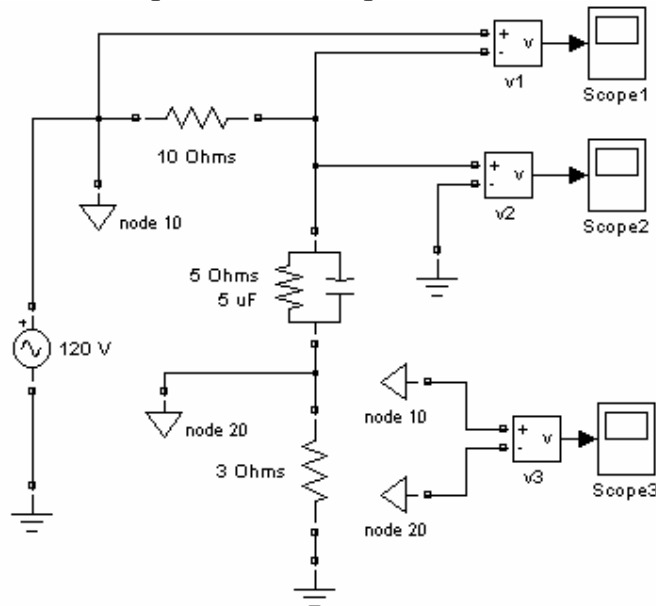 +
-
v
v1
Scope1
10 Ohms
node 10
+
-
v
v2
Scope2
5 Ohms
5 uF
+
120 V
node 20
3 Ohms
node 10
node 20
+
-
v
v3
Scope3